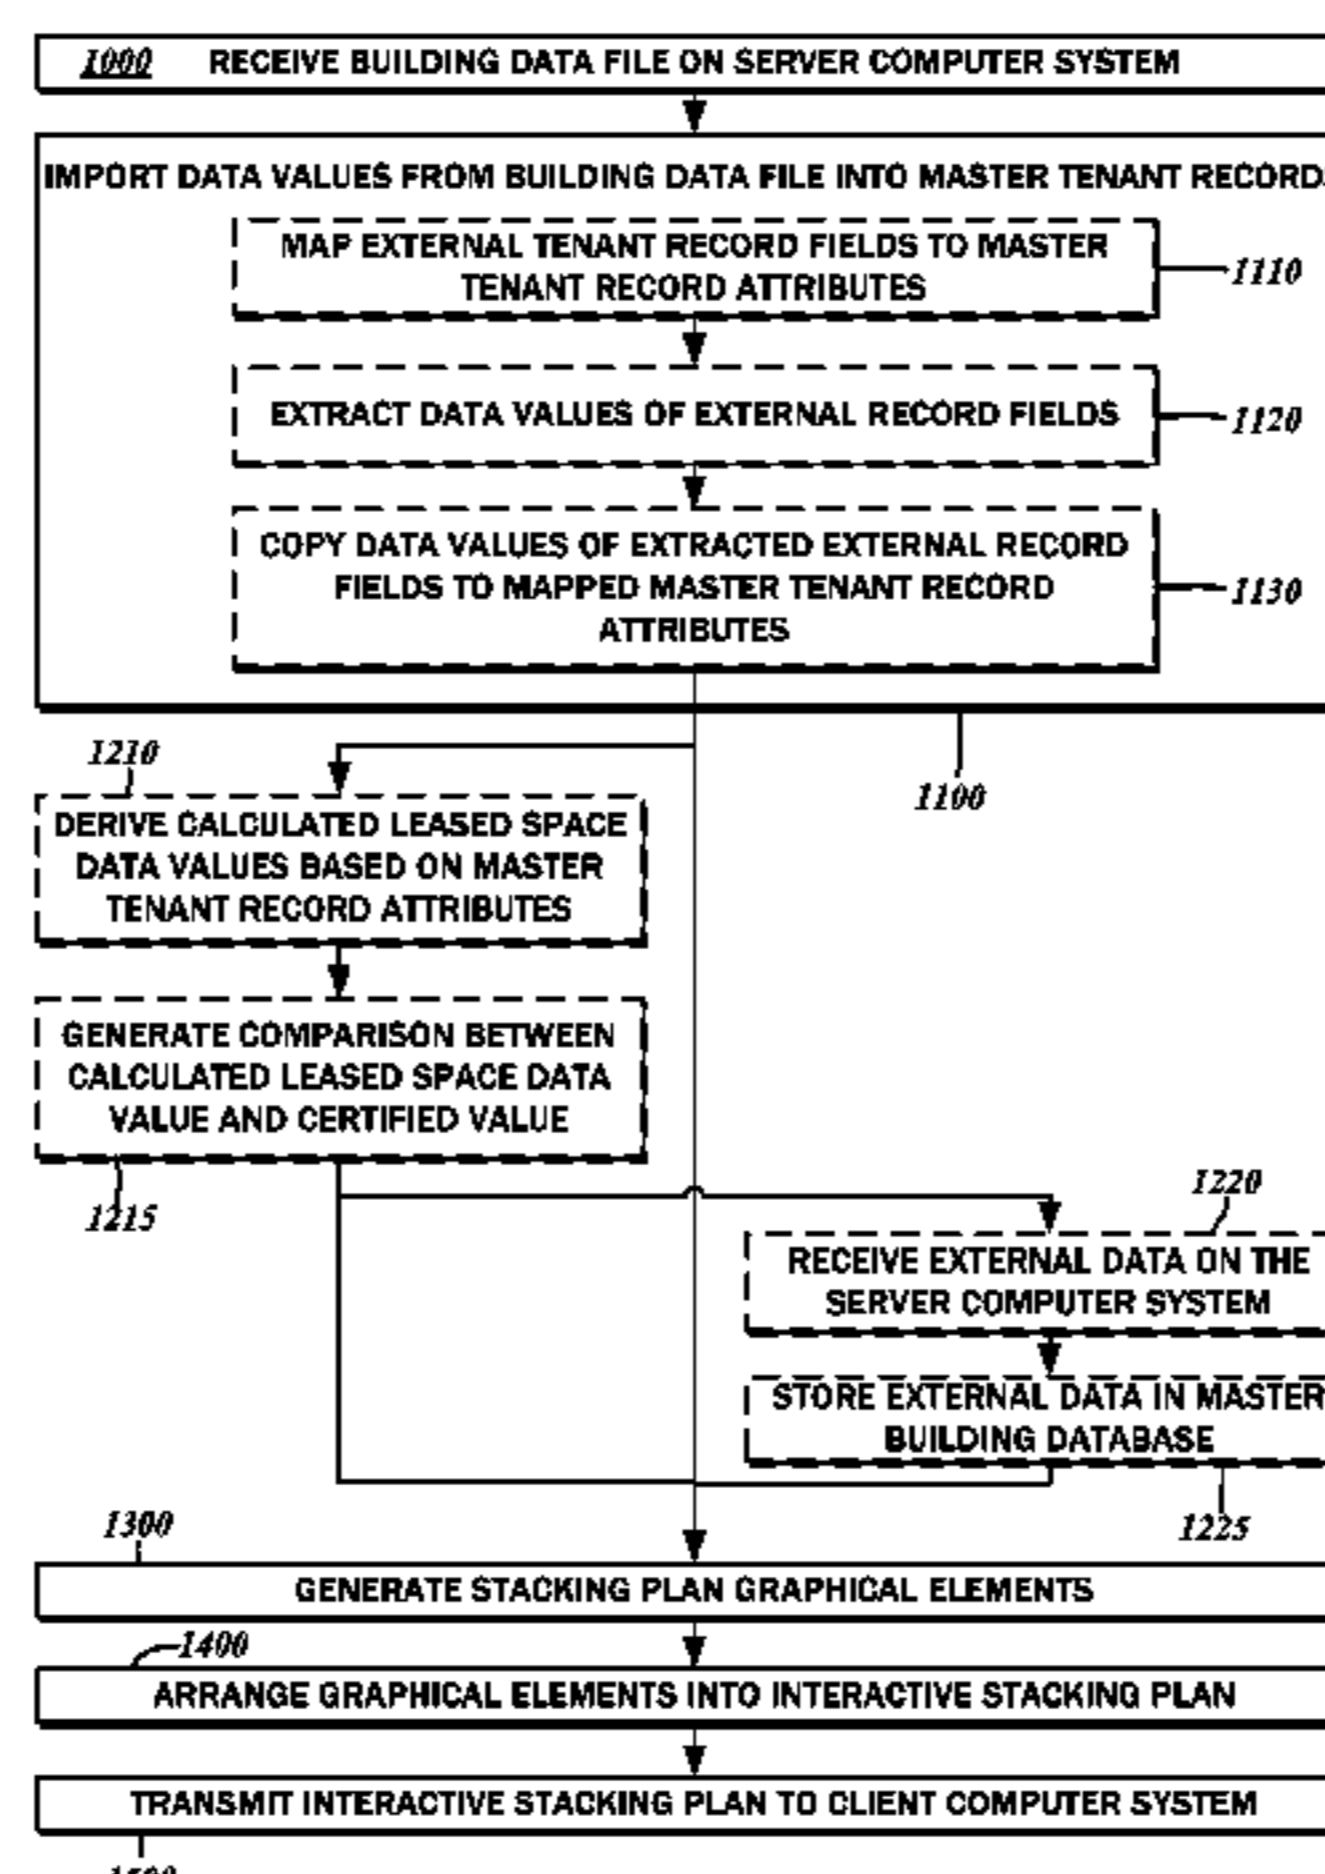 1000 RECEIVE BUILDING DATA FILE ON SERVER COMPUTER SYSTEM
IMPORT DATA VALUES FROM BUILDING DATA FILE INTO MASTER TENANT RECORD
MAP EXTERNAL TENANT RECORD FIELDS TO MASTER
TENANT RECORD ATTRIBUTES
1110
EXTRACT DATA VALUES OF EXTERNAL RECORD FIELDS
1120
COPY DATA VALUES OF EXTRACTED EXTERNAL RECORD
FIELDS TO MAPPED MASTER TENANT RECORD
ATTRIBUTES
1130
1100
1210
DERIVE CALCULATED LEASED SPACE
DATA VALUES BASED ON MASTER
TENANT RECORD ATTRIBUTES
GENERATE COMPARISON BETWEEN
CALCULATED LEASED SPACE DATA
VALUE AND CERTIFIED VALUE
1215
1220
RECEIVE EXTERNAL DATA ON THE
SERVER COMPUTER SYSTEM
STORE EXTERNAL DATA IN MASTER
BUILDING DATABASE
1225
1300
GENERATE STACKING PLAN GRAPHICAL ELEMENTS
1400
ARRANGE GRAPHICAL ELEMENTS INTO INTERACTIVE STACKING PLAN
TRANSMIT INTERACTIVE STACKING PLAN TO CLIENT COMPUTER SYSTEM